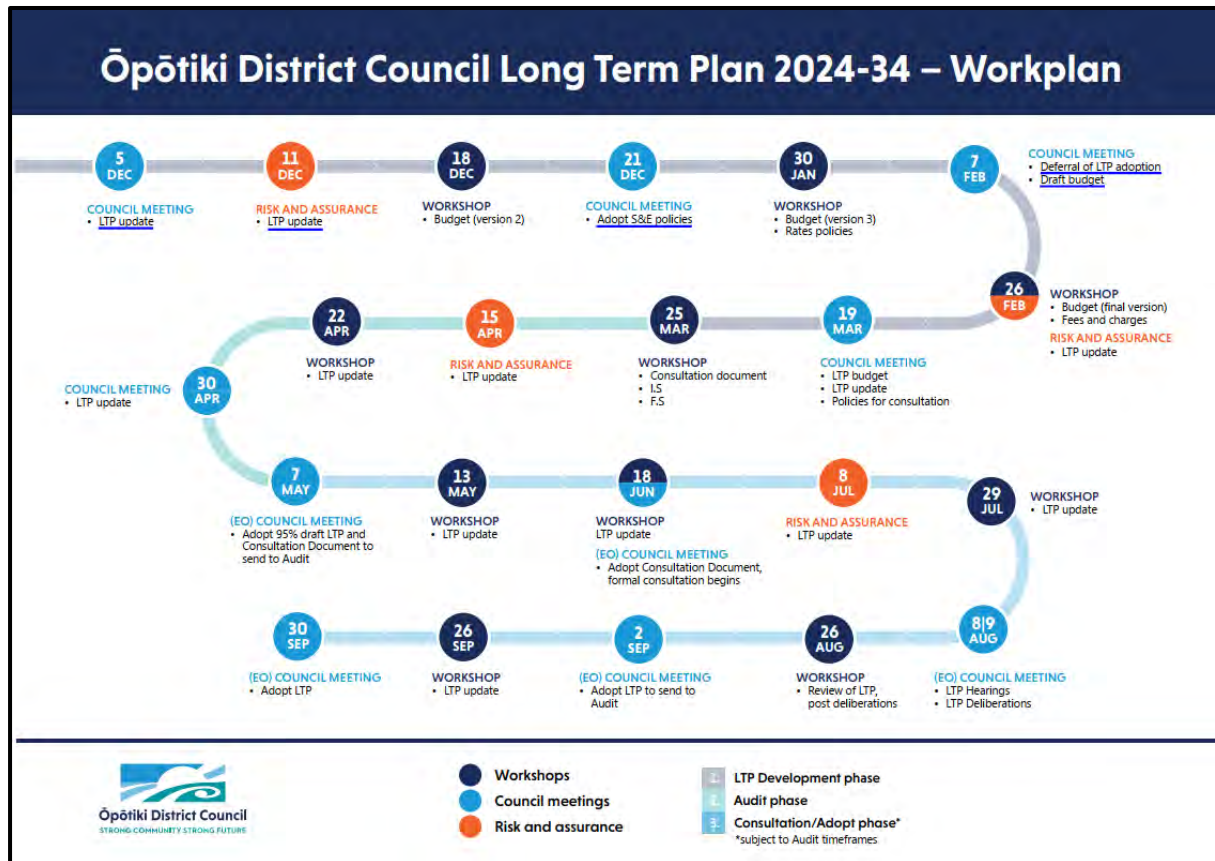 Ōpōtiki District Council Long Term Plan 2024-34 – Workplan
5
DEC
COUNCIL MEETING
• LTP update
11
DEC
RISK AND ASSURANCE
• LTP update
18
DEC
WORKSHOP
• Budget (version 2)
21
DEC
COUNCIL MEETING
• Adopt S&E policies
30
JAN
WORKSHOP
• Budget (version 3)
• Rates policies
7
FEB
COUNCIL MEETING
• Deferral of LTP adoption
• Draft budget
26
FEB
WORKSHOP
• Budget (final version)
• Fees and charges
RISK AND ASSURANCE
• LTP update
19
MAR
COUNCIL MEETING
• LTP budget
• LTP update
• Policies for consultation
25
MAR
WORKSHOP
• Consultation document
• I.S
• F.S
15
APR
RISK AND ASSURANCE
• LTP update
22
APR
WORKSHOP
• LTP update
30
APR
COUNCIL MEETING
• LTP update
7
MAY
(EO) COUNCIL MEETING
• Adopt 95% draft LTP and
Consultation Document to
send to Audit
13
MAY
WORKSHOP
• LTP update
18
JUN
WORKSHOP
LTP update
(EO) COUNCIL MEETING
• Adopt Consultation Document,
formal consultation begins
8
JUL
RISK AND ASSURANCE
• LTP update
29
JUL
WORKSHOP
• LTP update
8|9
AUG
(EO) COUNCIL MEETING
• LTP Hearings
• LTP Deliberations
26
AUG
WORKSHOP
• Review of LTP,
post deliberations
2
SEP
(EO) COUNCIL MEETING
• Adopt LTP to send to
Audit
26
SEP
WORKSHOP
• LTP update
30
SEP
(EO) COUNCIL MEETING
• Adopt LTP
Ōpōtiki District Council
STRONG COMMUNITY STRONG FUTURE
Workshops
Council meetings
Risk and assurance
LTP Development phase
Audit phase
Consultation/Adopt phase*
*subject to Audit timeframes